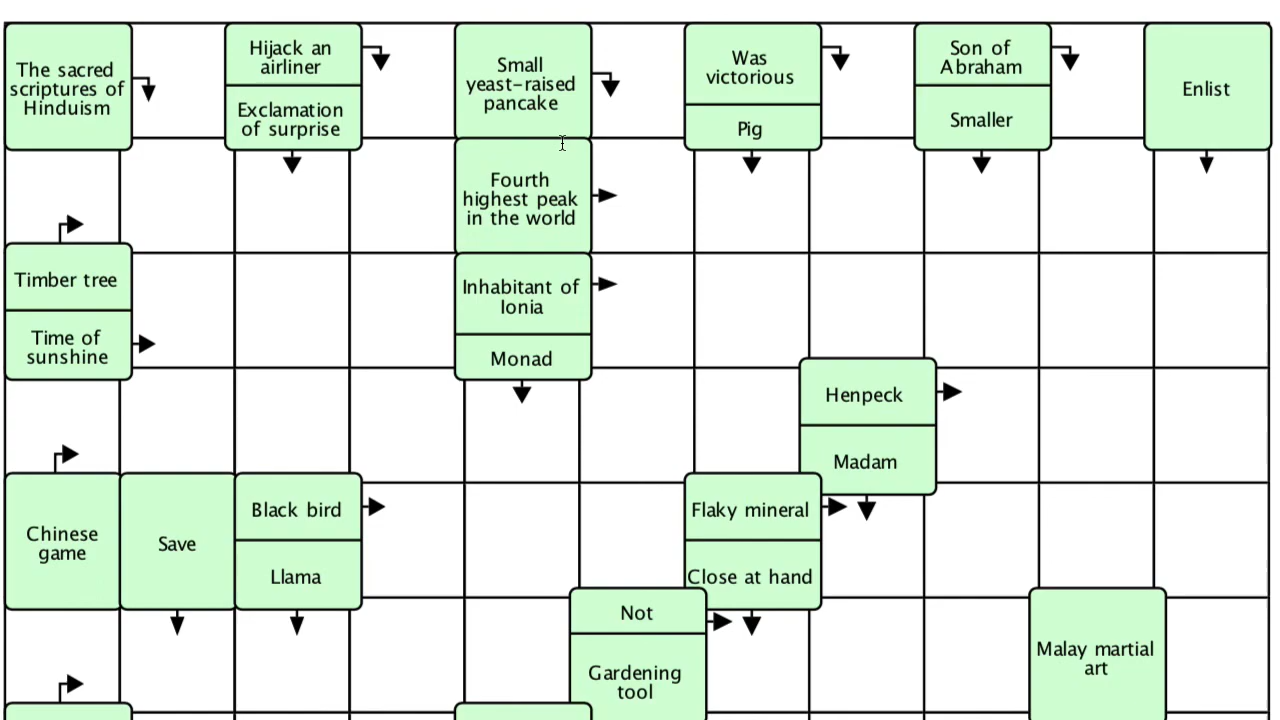 The sacred
scriptures of
Hinduism
Hijack an
airliner
Exclamation
of surprise
Small
yeast-raised
pancake
Was
victorious
Pig
Son of
Abraham
Smaller
Enlist
Fourth
highest peak
in the world
Timber tree
Time of
sunshine
Inhabitant of
Ionia
Monad
Henpeck
Madam
Chinese
game
Save
Black bird
Llama
Flaky mineral
Close at hand
Not
Gardening
tool
Malay martial
art